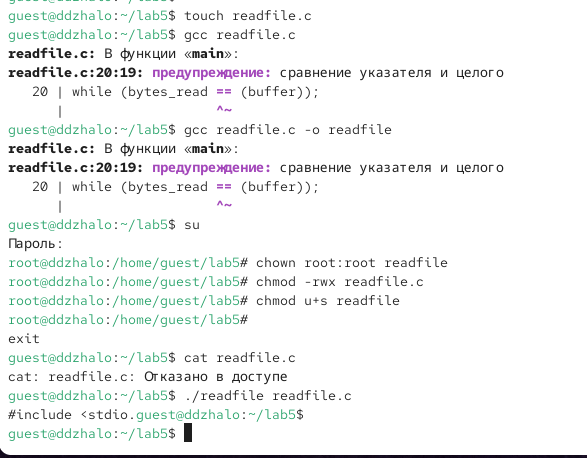 guest@ddzhalo:~/lab5$ touch readfile.c
guest@ddzhalo:~/lab5$ gcc readfile.c
readfile.c: В функции «main»:
readfile.c:20:19: предупреждение: сравнение указателя и целого
20 | while (bytes_read == (buffer));
| ^~
guest@ddzhalo:~/lab5$ gcc readfile.c -o readfile
readfile.c: В функции «main»:
readfile.c:20:19: предупреждение: сравнение указателя и целого
20 | while (bytes_read == (buffer));
| ^~
guest@ddzhalo:~/lab5$ su
Пароль:
root@ddzhalo:/home/guest/lab5# chown root:root readfile
root@ddzhalo:/home/guest/lab5# chmod -rwx readfile.c
root@ddzhalo:/home/guest/lab5# chmod u+s readfile
root@ddzhalo:/home/guest/lab5#
exit
guest@ddzhalo:~/lab5$ cat readfile.c
cat: readfile.c: Отказано в доступе
guest@ddzhalo:~/lab5$ ./readfile readfile.c
#include <stdio.guest@ddzhalo:~/lab5$
guest@ddzhalo:~/lab5$